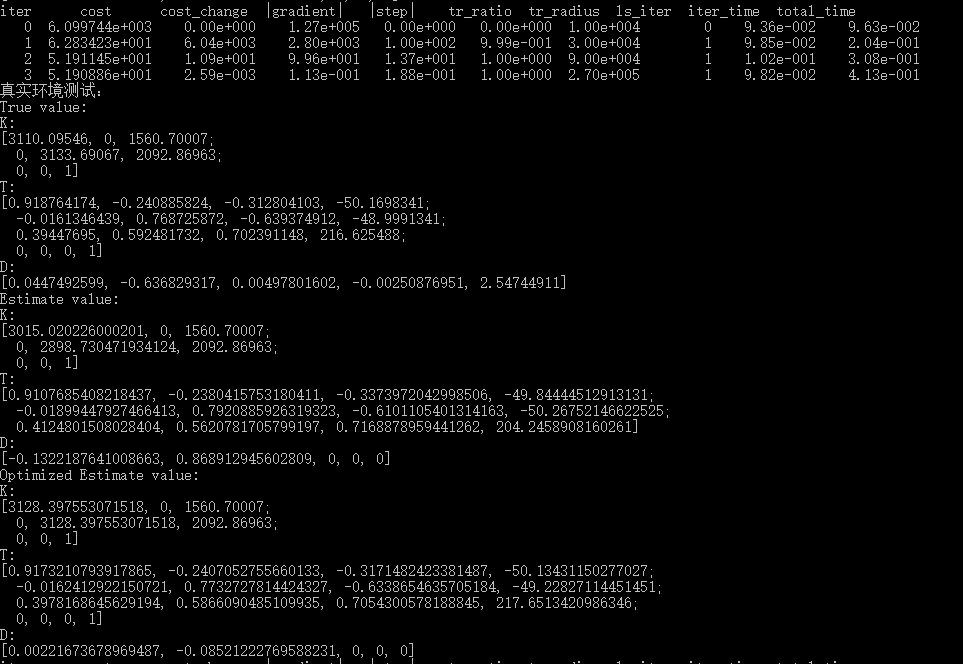 iter cost cost_change |gradient| |step| tr_ratio tr_radius ls_iter iter_time total_time
0 6.099744e+003 0.00e+000 1.27e+005 0.00e+000 0.00e+000 1.00e+004 0 9.36e-002 9.63e-002
1 6.283423e+001 6.04e+003 2.80e+003 1.00e+002 9.99e-001 3.00e+004 1 9.85e-002 2.04e-001
2 5.191145e+001 1.09e+001 9.96e+001 1.37e+001 1.00e+000 9.00e+004 1 1.02e-001 3.08e-001
3 5.190886e+001 2.59e-003 1.13e-001 1.88e-001 1.00e+000 2.70e+005 1 9.82e-002 4.13e-001
真实环境测试:
True value:
K:
[3110.09546, 0, 1560.70007;
0, 3133.69067, 2092.86963;
0, 0, 1]
T:
[0.918764174, -0.240885824, -0.312804103, -50.1698341;
-0.0161346439, 0.768725872, -0.639374912, -48.9991341;
0.39447695, 0.592481732, 0.702391148, 216.625488;
0, 0, 0, 1]
D:
[0.0447492599, -0.636829317, 0.00497801602, -0.00250876951, 2.54744911]
Estimate value:
K:
[3015.020226000201, 0, 1560.70007;
0, 2898.730471934124, 2092.86963;
0, 0, 1]
T:
[0.9107685408218437, -0.2380415753180411, -0.3373972042998506, -49.84444512913131;
-0.01899447927466413, 0.7920885926319323, -0.6101105401314163, -50.26752146622525;
0.4124801508028404, 0.5620781705799197, 0.7168878959441262, 204.2458908160261]
D:
[-0.1322187641008663, 0.868912945602809, 0, 0, 0]
Optimized Estimate value:
K:
[3128.397553071518, 0, 1560.70007;
0, 3128.397553071518, 2092.86963;
0, 0, 1]
T:
[0.9173210793917865, -0.2407052755660133, -0.3171482423381487, -50.13431150277027;
-0.0162412922150721, 0.7732727814424327, -0.6338654635705184, -49.2282711445​1451;
0.3978168645629194, 0.5866090485109935, 0.7054300578188845, 217.6513420986346;
0, 0, 0, 1]
D:
[0.00221673678969487, -0.08521222769588231, 0, 0, 0]